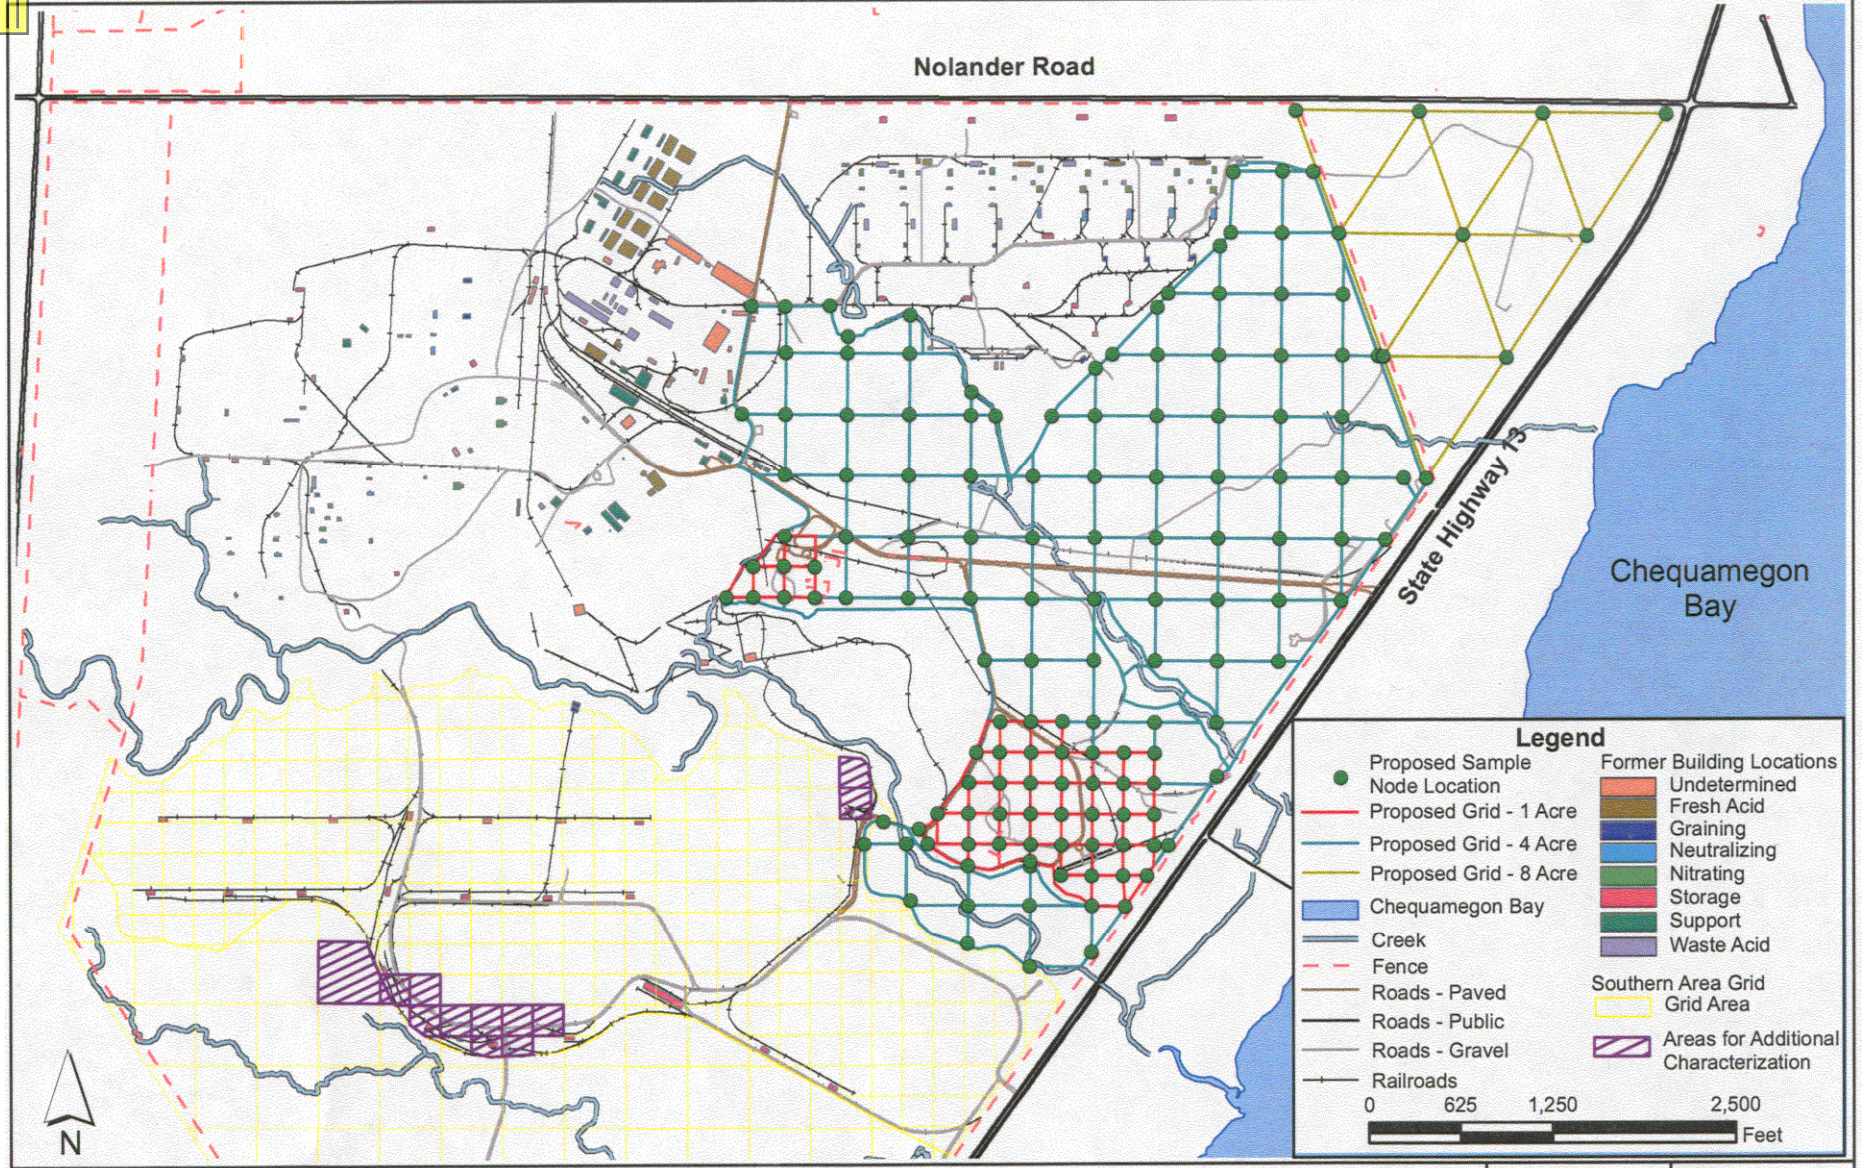 Nolander Road
State Highway 13
Chequamegon
Bay
Legend
Proposed Sample
Node Location
Proposed Grid - 1 Acre
Proposed Grid - 4 Acre
Proposed Grid - 8 Acre
Chequamegon Bay
Creek
Fence
Roads - Paved
Roads - Public
Roads - Gravel
Railroads
Former Building Locations
Undetermined
Fresh Acid
Graining
Neutralizing
Nitrating
Storage
Support
Waste Acid
Southern Area Grid
Grid Area
Areas for Additional
Characterization
0 625 1,250 2,500
Feet
N